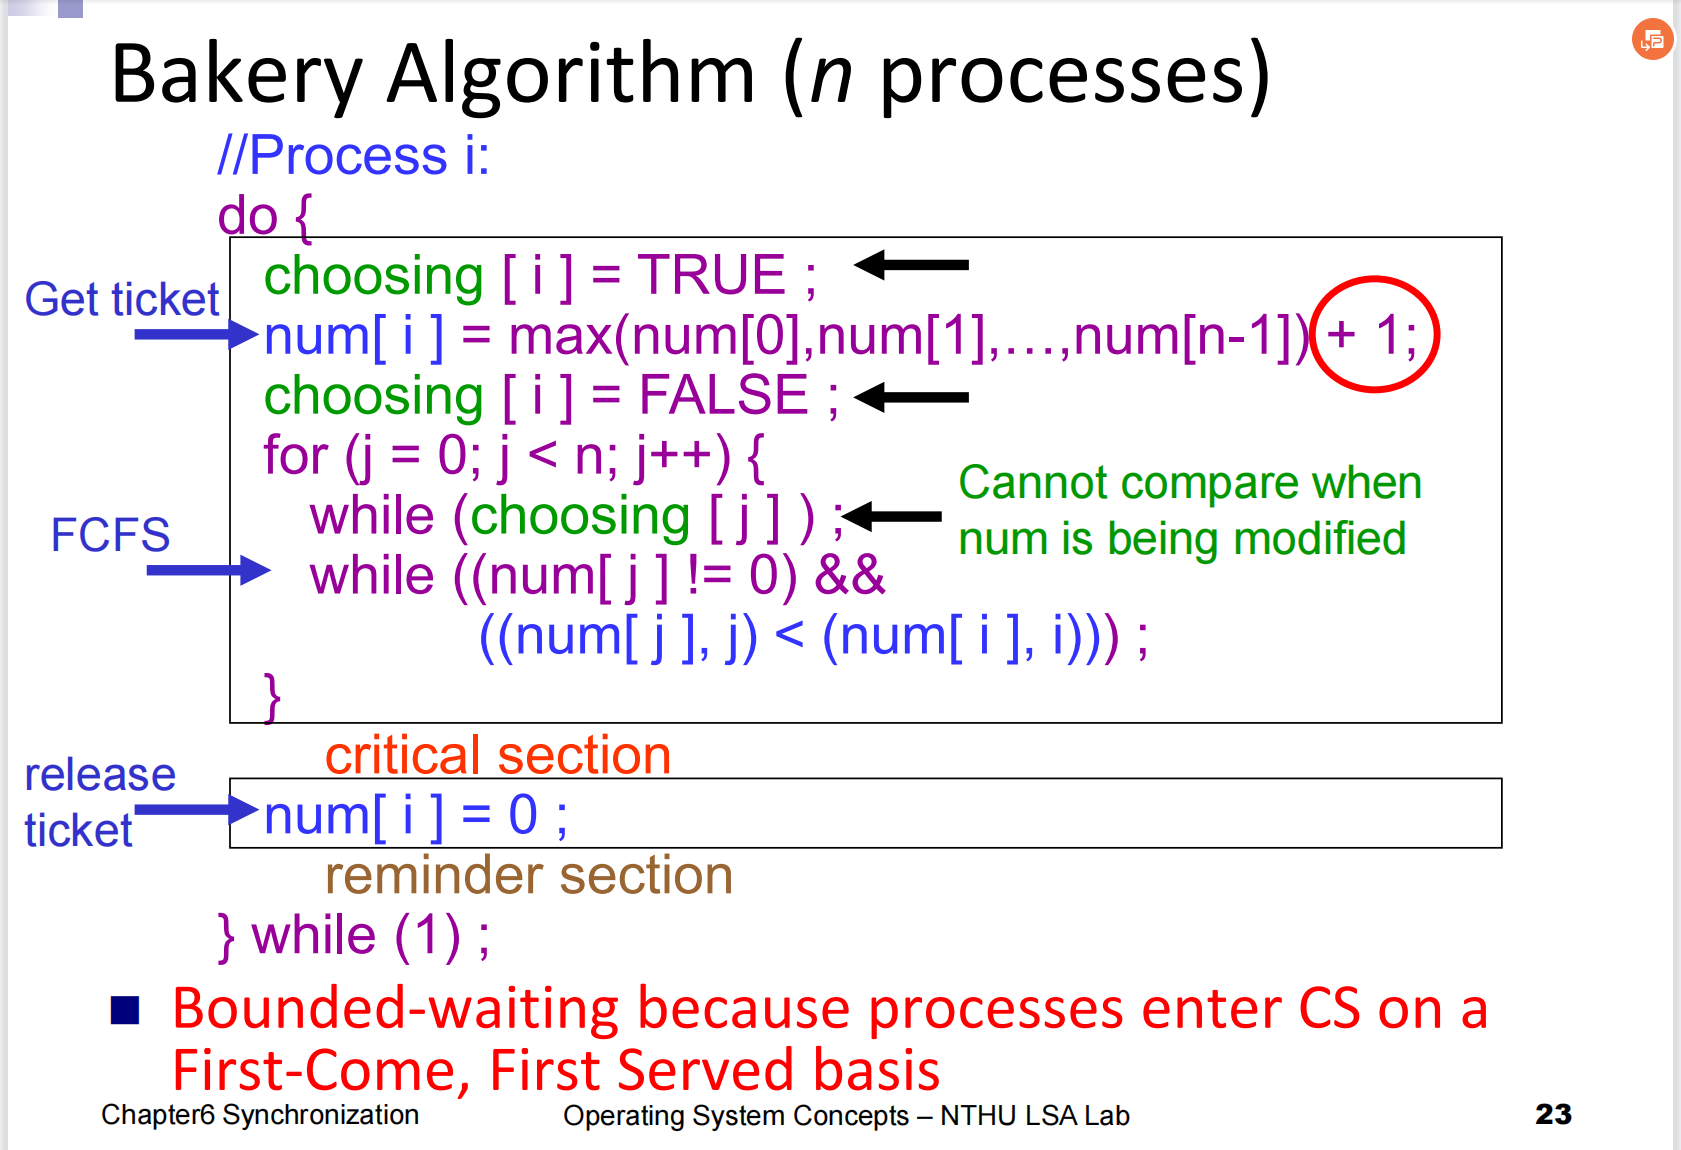 Bakery Algorithm (n processes)
//Process i:
do {
choosing [ i ] = TRUE ;
Get ticket
num[ i ] = max(num[0],num[1],…,num[n-1]) + 1;
choosing [ i ] = FALSE ;
for (j = 0; j < n; j++) {
while (choosing [ j ] ) ;
Cannot compare when
num is being modified
FCFS
while ((num[ j ] != 0) &&
((num[ j ], j) < (num[ i ], i))) ;
}
critical section
release
ticket
num[ i ] = 0 ;
reminder section
} while (1) ;
Bounded-waiting because processes enter CS on a
First-Come, First Served basis
Chapter6 Synchronization
Operating System Concepts – NTHU LSA Lab
23